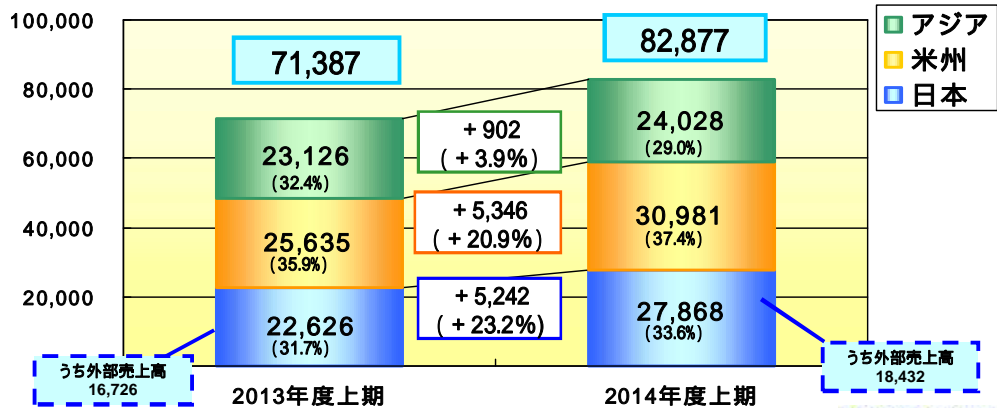 100,000
80,000
60,000
40,000
20,000
71,387
82,877
アジア
米州
日本
23,126
(32.4%)
25,635
(35.9%)
22,626
(31.7%)
+ 902
( + 3.9%)
+ 5,346
( + 20.9%)
+ 5,242
( + 23.2%)
24,028
(29.0%)
30,981
(37.4%)
27,868
(33.6%)
うち外部売上高
16,726
うち外部売上高
18,432
2013年度上期
2014年度上期